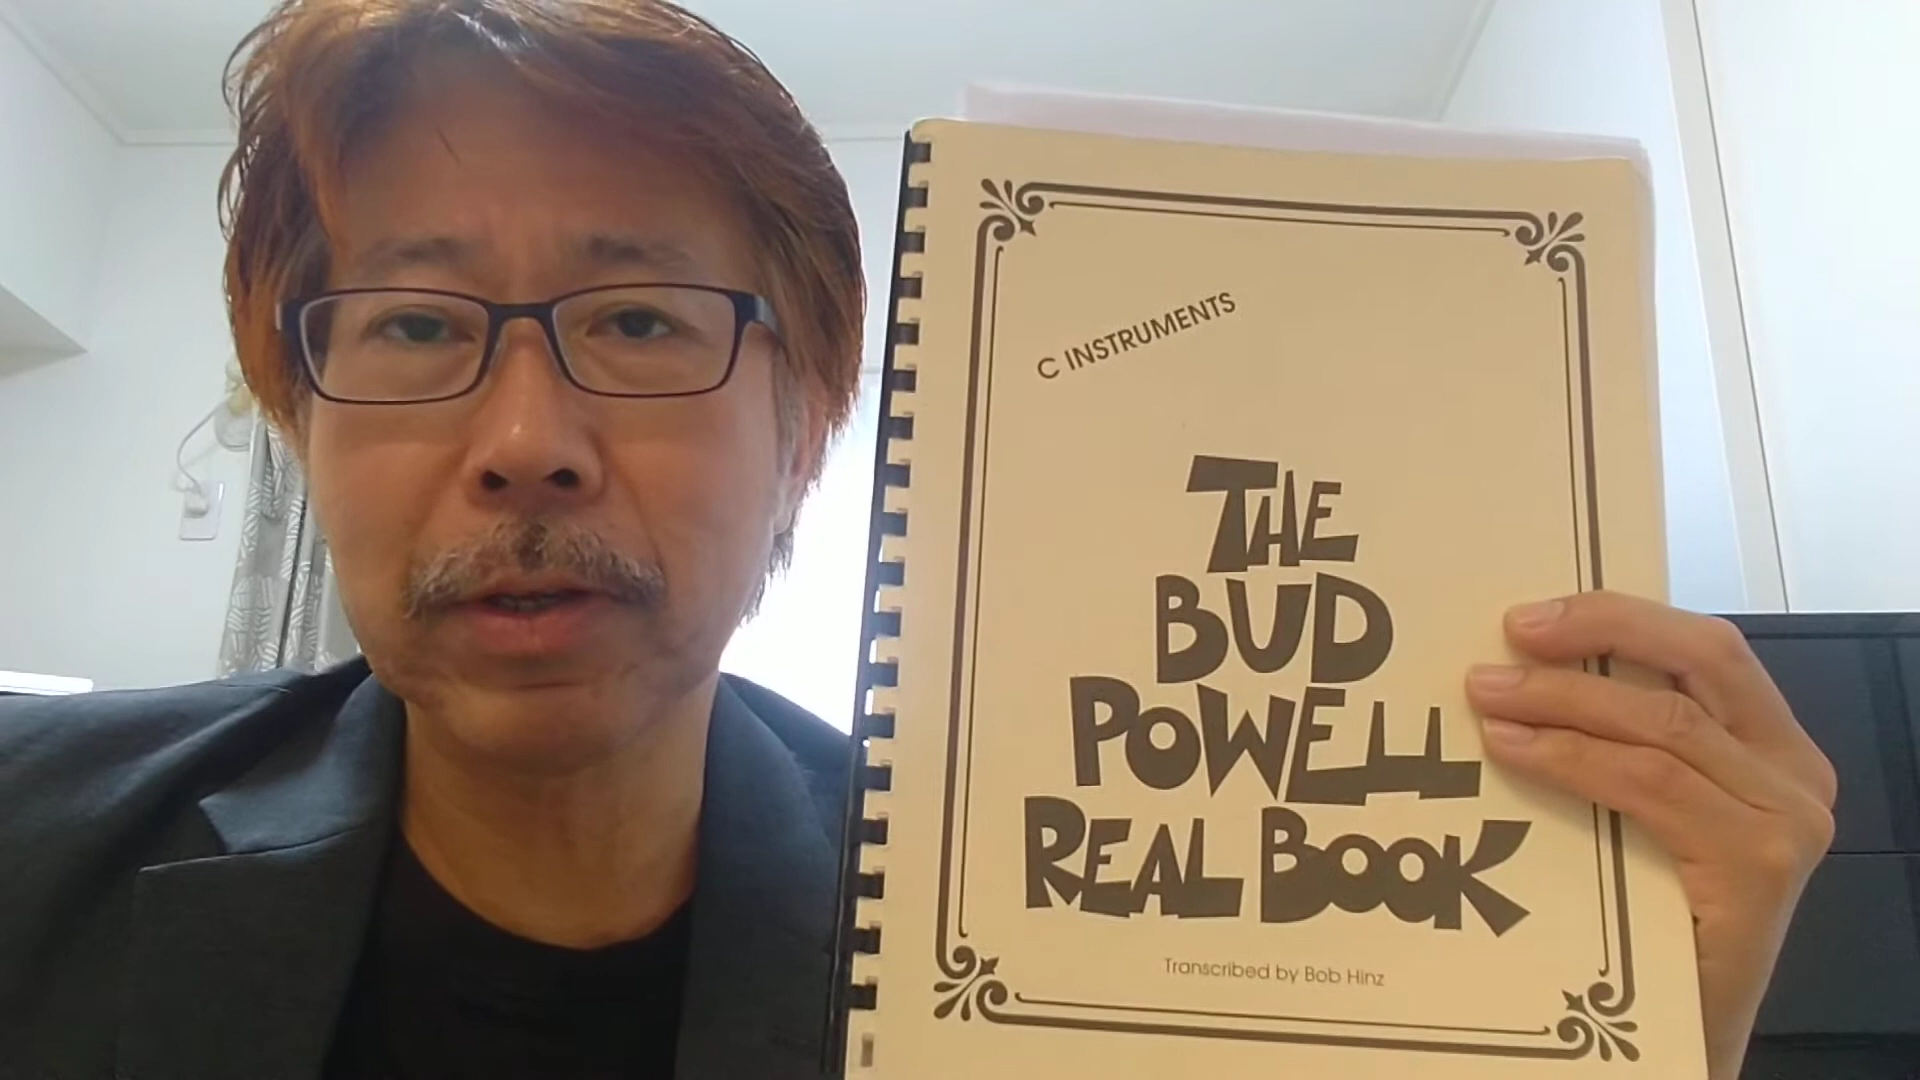 C INSTRUMENTS
THE
BUD
POWELL
REAL BOOK
Transcribed by Bob Hinz